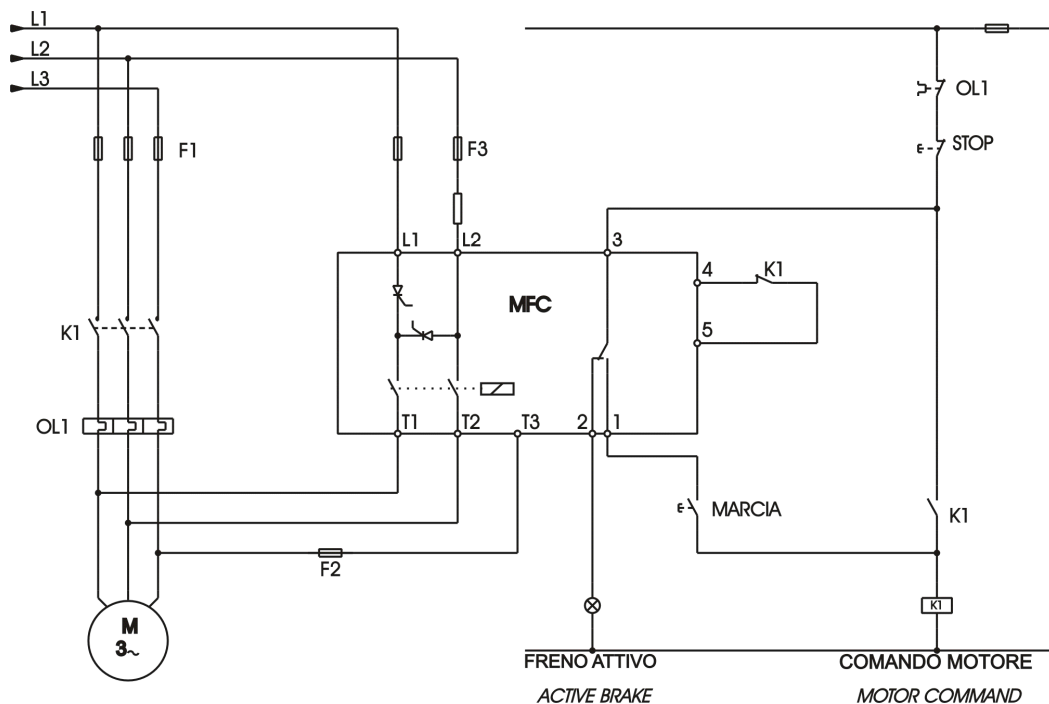 L1
L2
L3
F1
F3
OL1
STOP
L1
L2
3
4
K1
MFC
5
K1
OL1
T1
T2
T3
2
1
MARCIA
K1
F2
K1
M
3~
FRENO ATTIVO
COMANDO MOTORE
ACTIVE BRAKE
MOTOR COMMAND